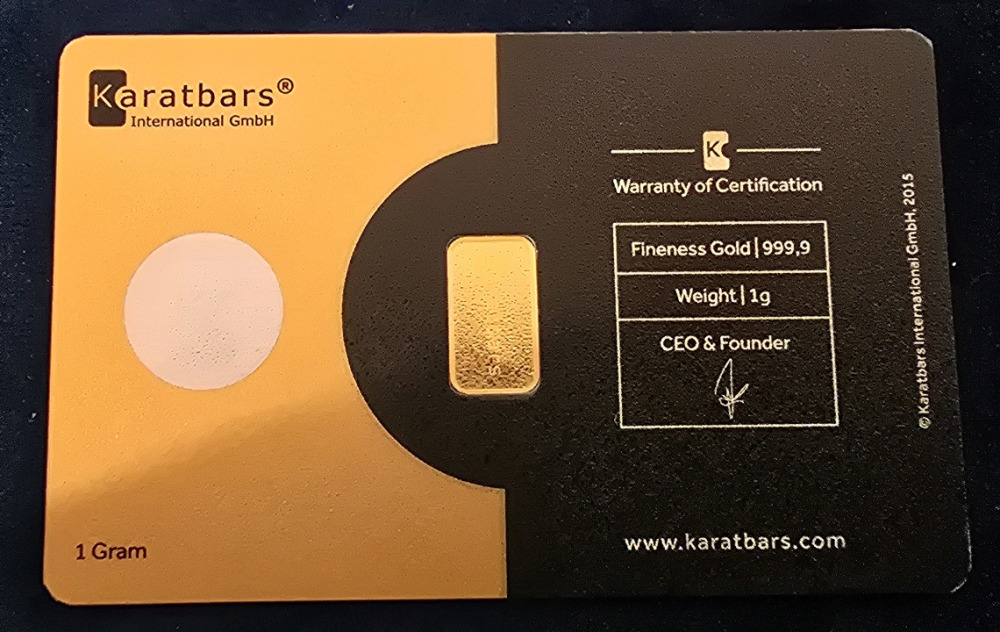 Karatbars®
International GmbH
1 Gram
K
Warranty of Certification
Fineness Gold | 999,9
Weight | 1g
CEO & Founder
www.karatbars.com
© Karatbars International GmbH, 2015